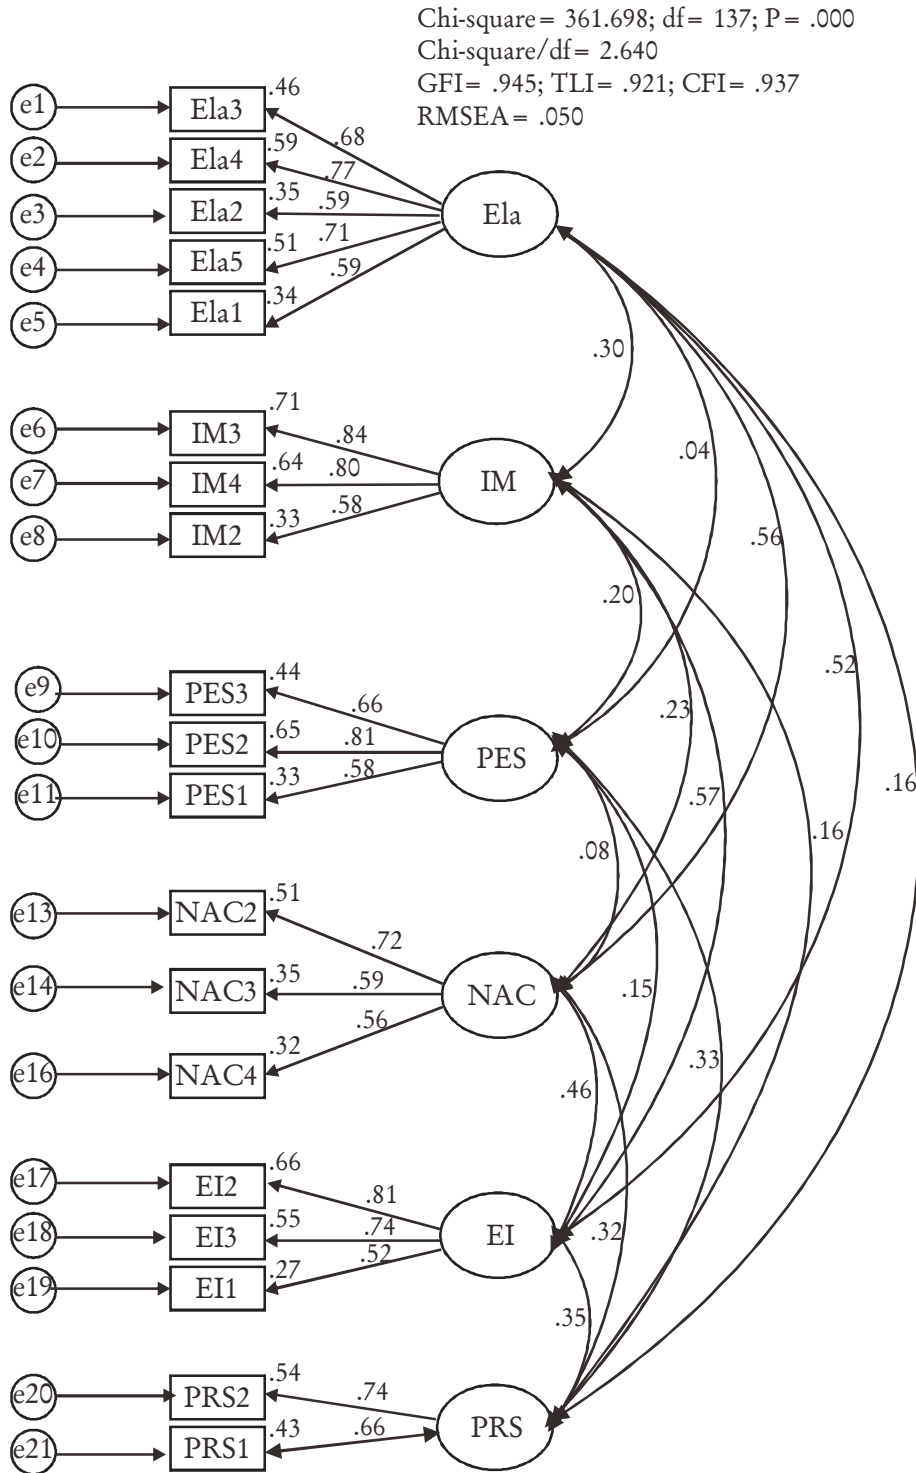 Chi-square = 361.698; df = 137; P = .000
Chi-square/df = 2.640
GFI = .945; TLI = .921; CFI = .937
RMSEA = .050
e1 Ela3 .46 .68
e2 Ela4 .59 .77
e3 Ela2 .35 .59 Ela
e4 Ela5 .51 .71
e5 Ela1 .34 .59
.30
e6 IM3 .71 .84
.04
e7 IM4 .64 .80 IM
e8 IM2 .33 .58
.56
.20
.52
e9 PES3 .44 .66
.23
e10 PES2 .65 .81 PES
e11 PES1 .33 .58
.57
.16
.16
.08
e13 NAC2 .51 .72
e14 NAC3 .35 .59 NAC
.15
e16 NAC4 .32 .56
.33
.46
e17 EI2 .66 .81
e18 EI3 .55 .74 EI
.32
e19 EI1 .27 .52
.35
e20 PRS2 .54 .74
PRS
e21 PRS1 .43 .66